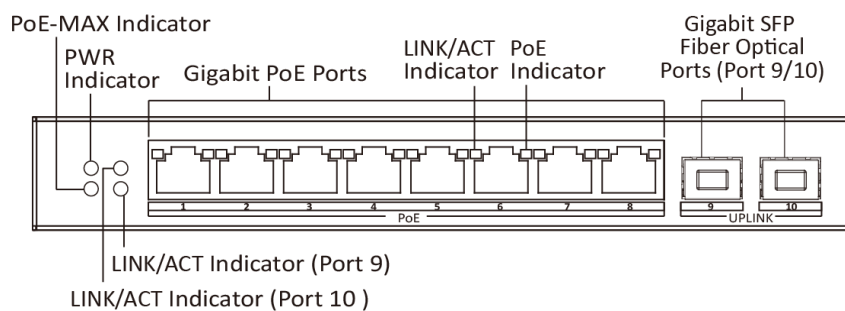 PoE-MAX Indicator
PWR
Indicator
Gigabit PoE Ports
LINK/ACT
Indicator
PoE
Indicator
Gigabit SFP
Fiber Optical
Ports (Port 9/10)
1 2 3 4 5 6 7 8
PoE
9 10
UPLINK
LINK/ACT Indicator (Port 9)
LINK/ACT Indicator (Port 10 )